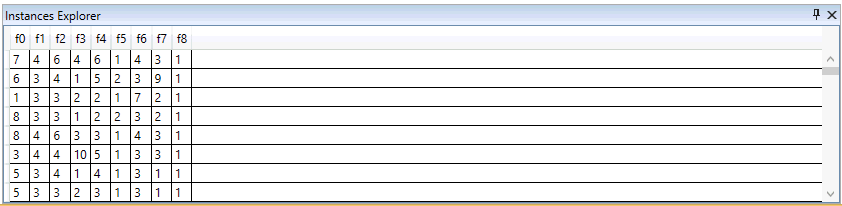 Instances Explorer
f0 f1 f2 f3 f4 f5 f6 f7 f8
7 4 6 4 6 1 4 3 1
6 3 4 1 5 2 3 9 1
1 3 3 2 2 1 7 2 1
8 3 3 1 2 2 3 2 1
8 4 6 3 3 1 4 3 1
3 4 4 10 5 1 3 3 1
5 3 4 1 4 1 3 1 1
5 3 3 2 3 1 3 1 1